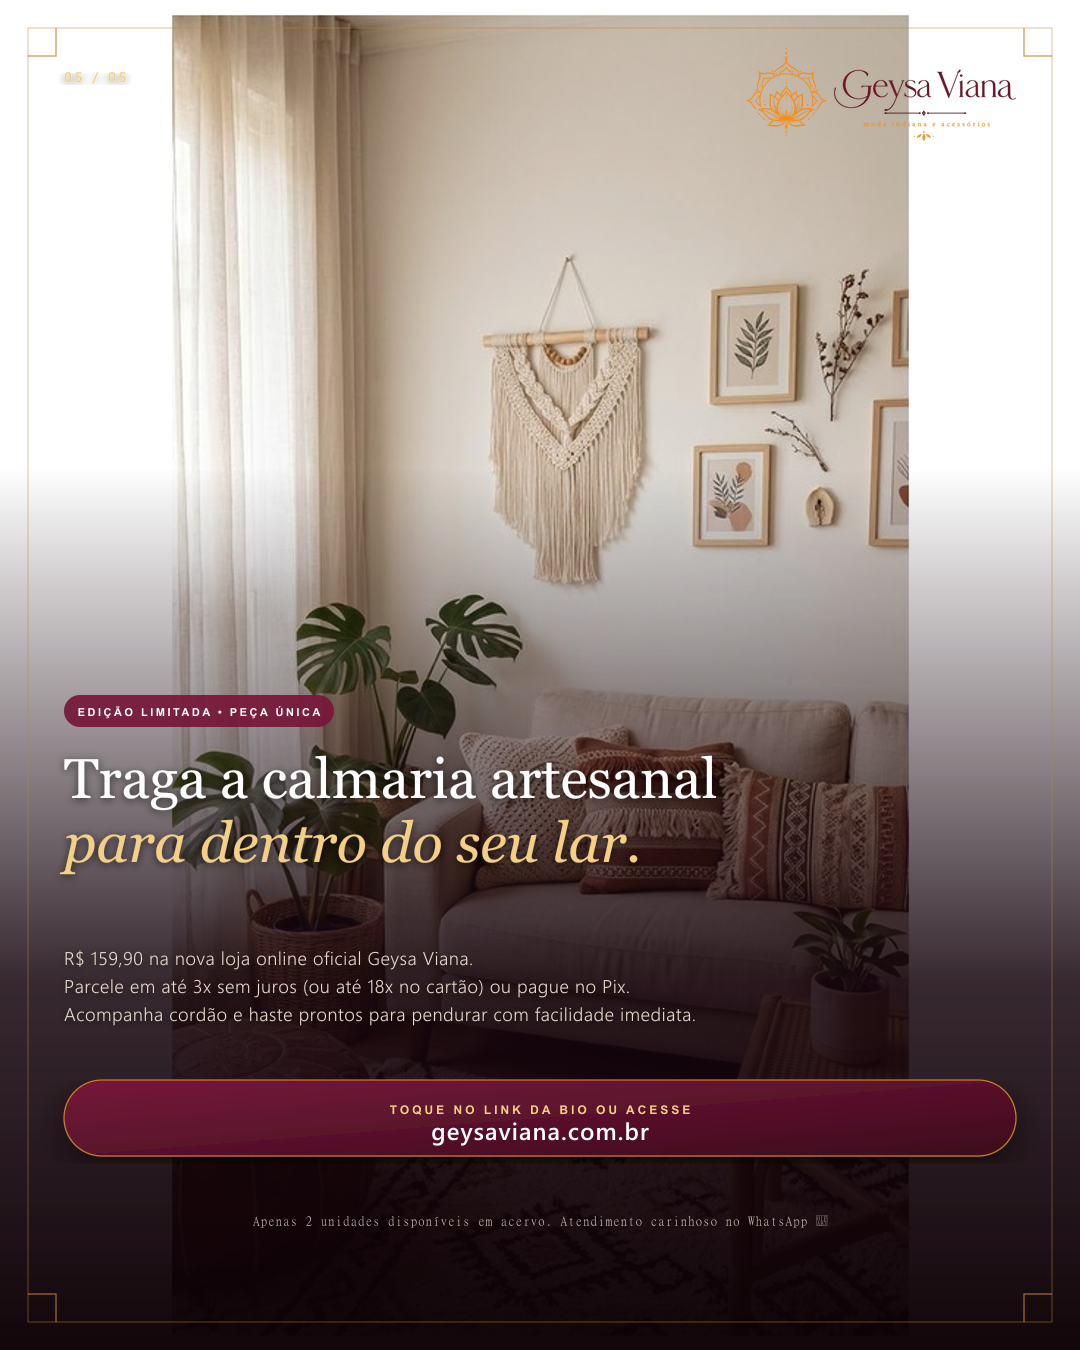 05 / 05
Geysa Viana
moda indiana e acessórios
EDIÇÃO LIMITADA • PEÇA ÚNICA
Traga a calmaria artesanal
para dentro do seu lar.
R$ 159,90 na nova loja online oficial Geysa Viana.
Parcele em até 3x sem juros (ou até 18x no cartão) ou pague no Pix.
Acompanha cordão e haste prontos para pendurar com facilidade imediata.
TOQUE NO LINK DA BIO OU ACESSE
geysaviana.com.br
Apenas 2 unidades disponíveis em acervo. Atendimento carinhoso no WhatsApp